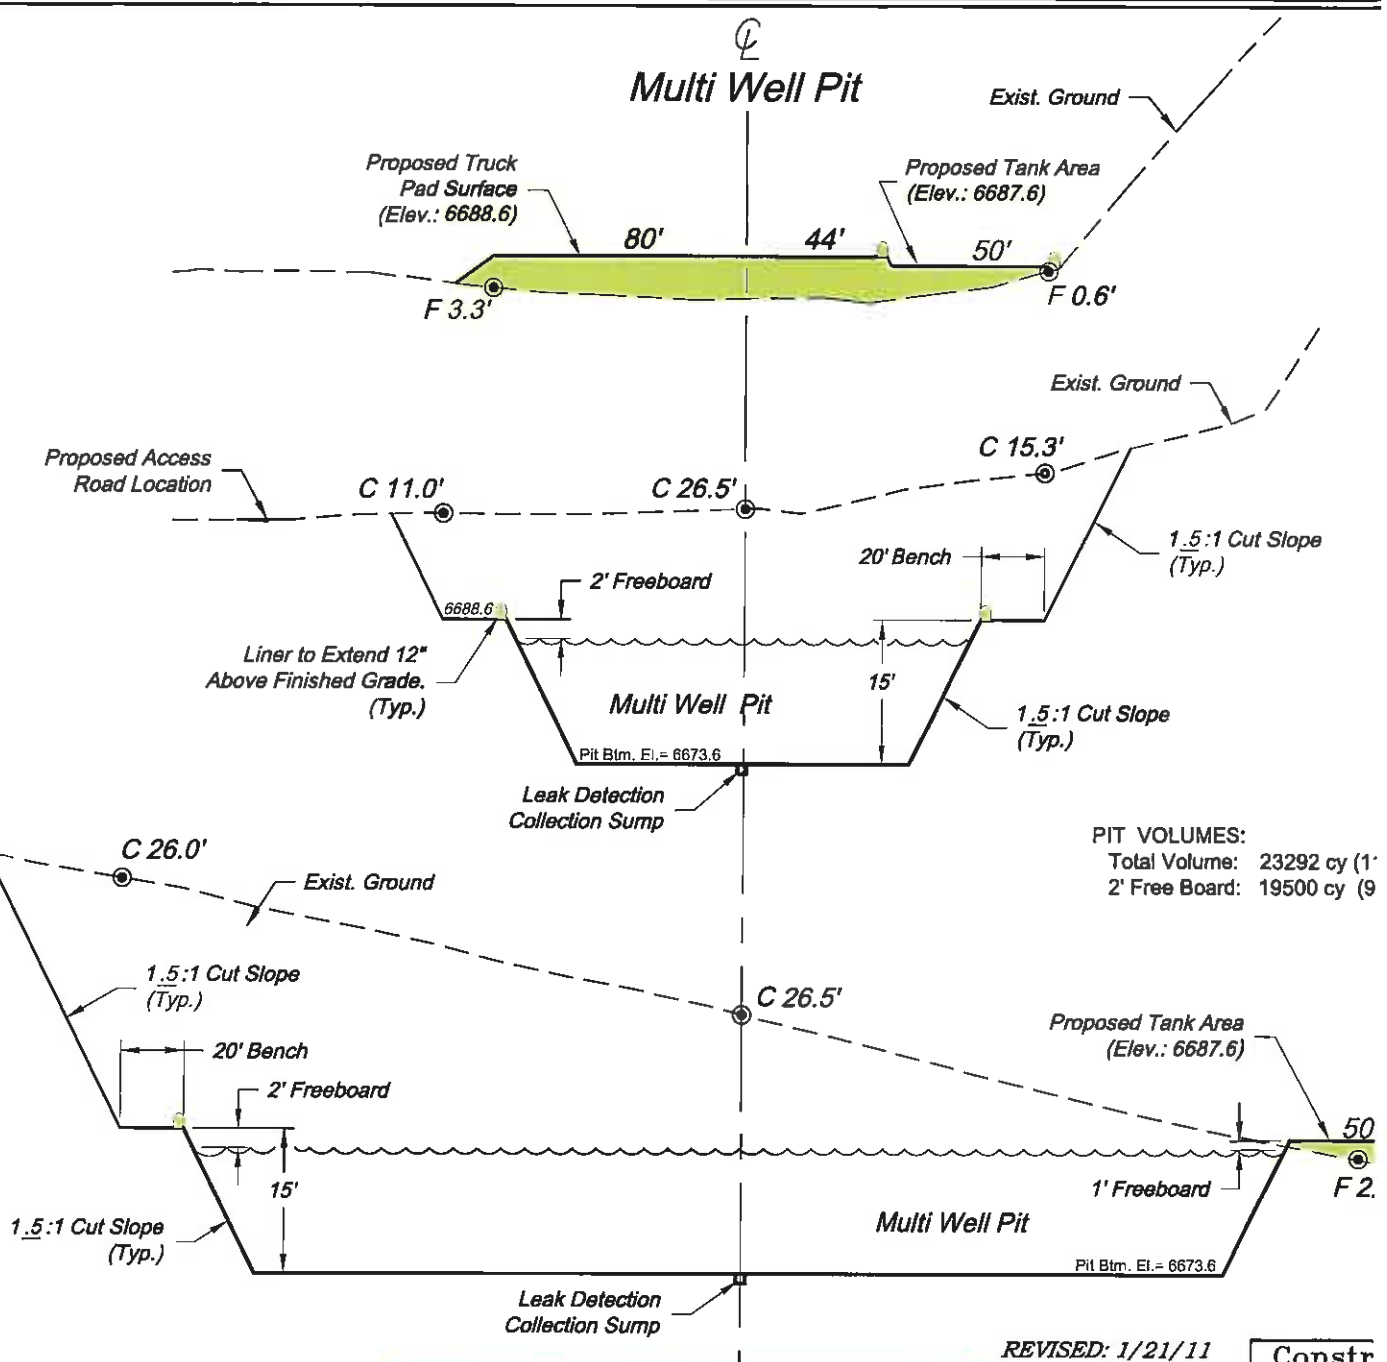 CL
Multi Well Pit
Exist. Ground
Proposed Truck
Pad Surface
(Elev.: 6688.6)
Proposed Tank Area
(Elev.: 6687.6)
80'
44'
50'
F 3.3'
F 0.6'
Exist. Ground
Proposed Access
Road Location
C 11.0'
C 26.5'
C 15.3'
1.5:1 Cut Slope
(Typ.)
20' Bench
2' Freeboard
6688.6
Liner to Extend 12"
Above Finished Grade.
(Typ.)
15'
Multi Well Pit
1.5:1 Cut Slope
(Typ.)
Pit Btm. El.= 6673.6
Leak Detection
Collection Sump
PIT VOLUMES:
Total Volume: 23292 cy (1
2' Free Board: 19500 cy (9
C 26.0'
Exist. Ground
1.5:1 Cut Slope
(Typ.)
C 26.5'
Proposed Tank Area
(Elev.: 6687.6)
20' Bench
2' Freeboard
50
15'
1' Freeboard
F 2.
1.5:1 Cut Slope
(Typ.)
Multi Well Pit
Pit Btm. El.= 6673.6
Leak Detection
Collection Sump
REVISED: 1/21/11
Constr